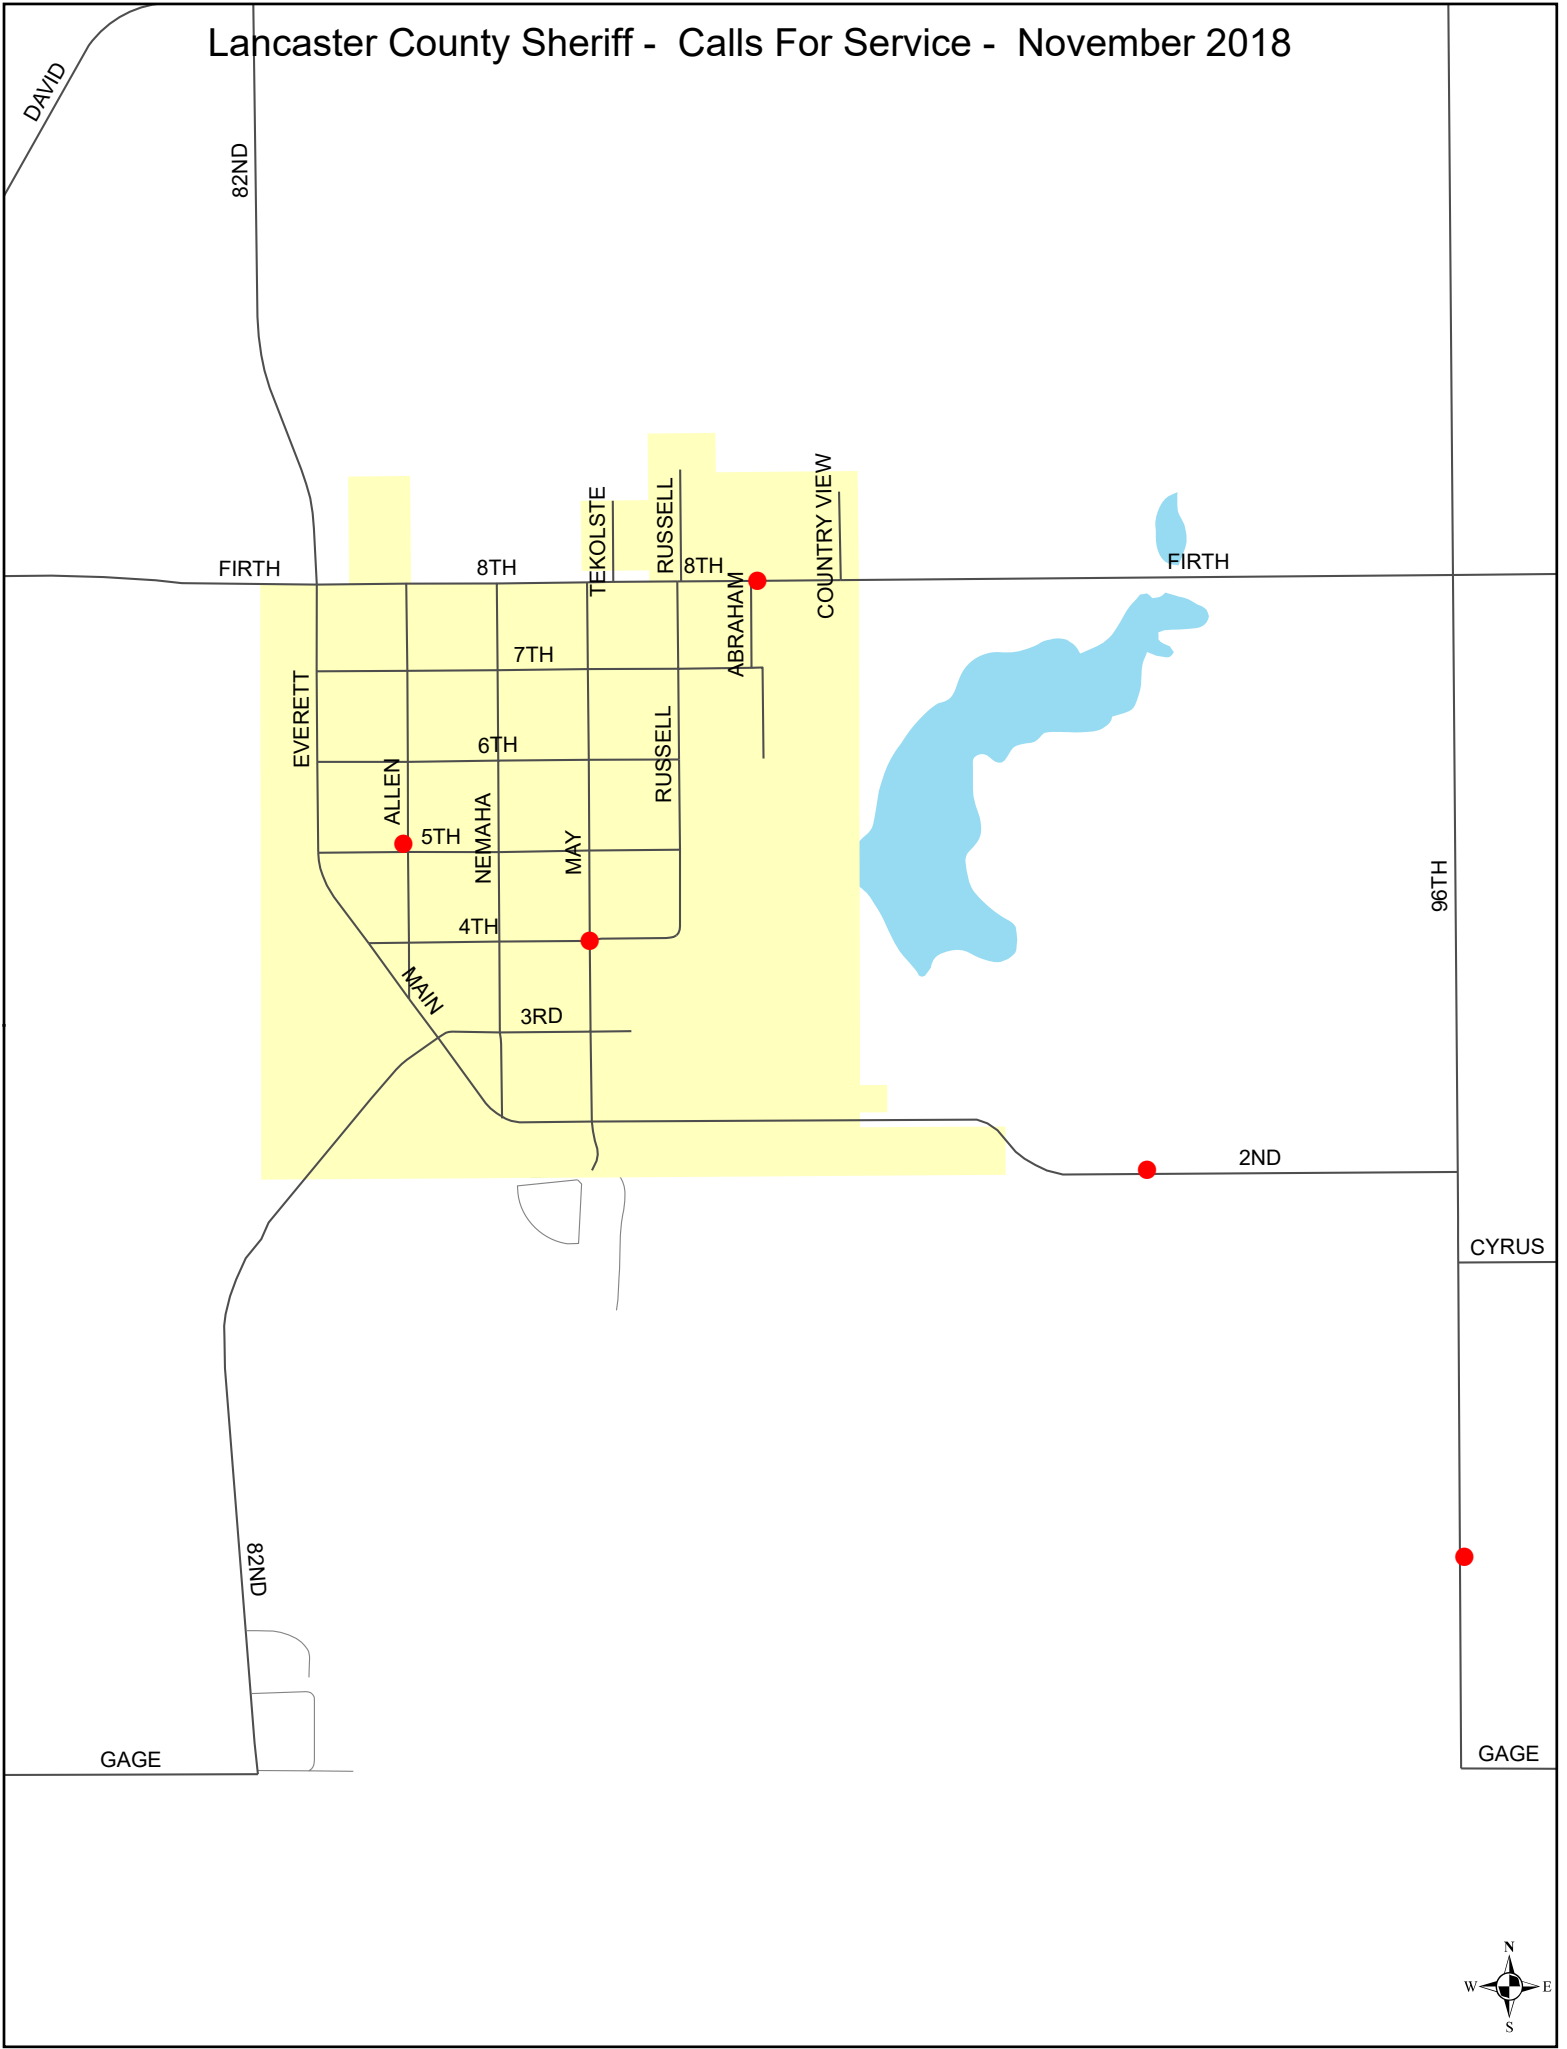 Lancaster County Sheriff - Calls For Service - November 2018
DAVID
82ND
FIRTH
8TH
TEKOLSTE
RUSSELL
8TH
ABRAHAM
COUNTRY VIEW
FIRTH
7TH
EVERETT
6TH
ALLEN
RUSSELL
NEMAHA
5TH
MAY
96TH
4TH
MAIN
3RD
2ND
CYRUS
82ND
GAGE
GAGE
N
W
E
S